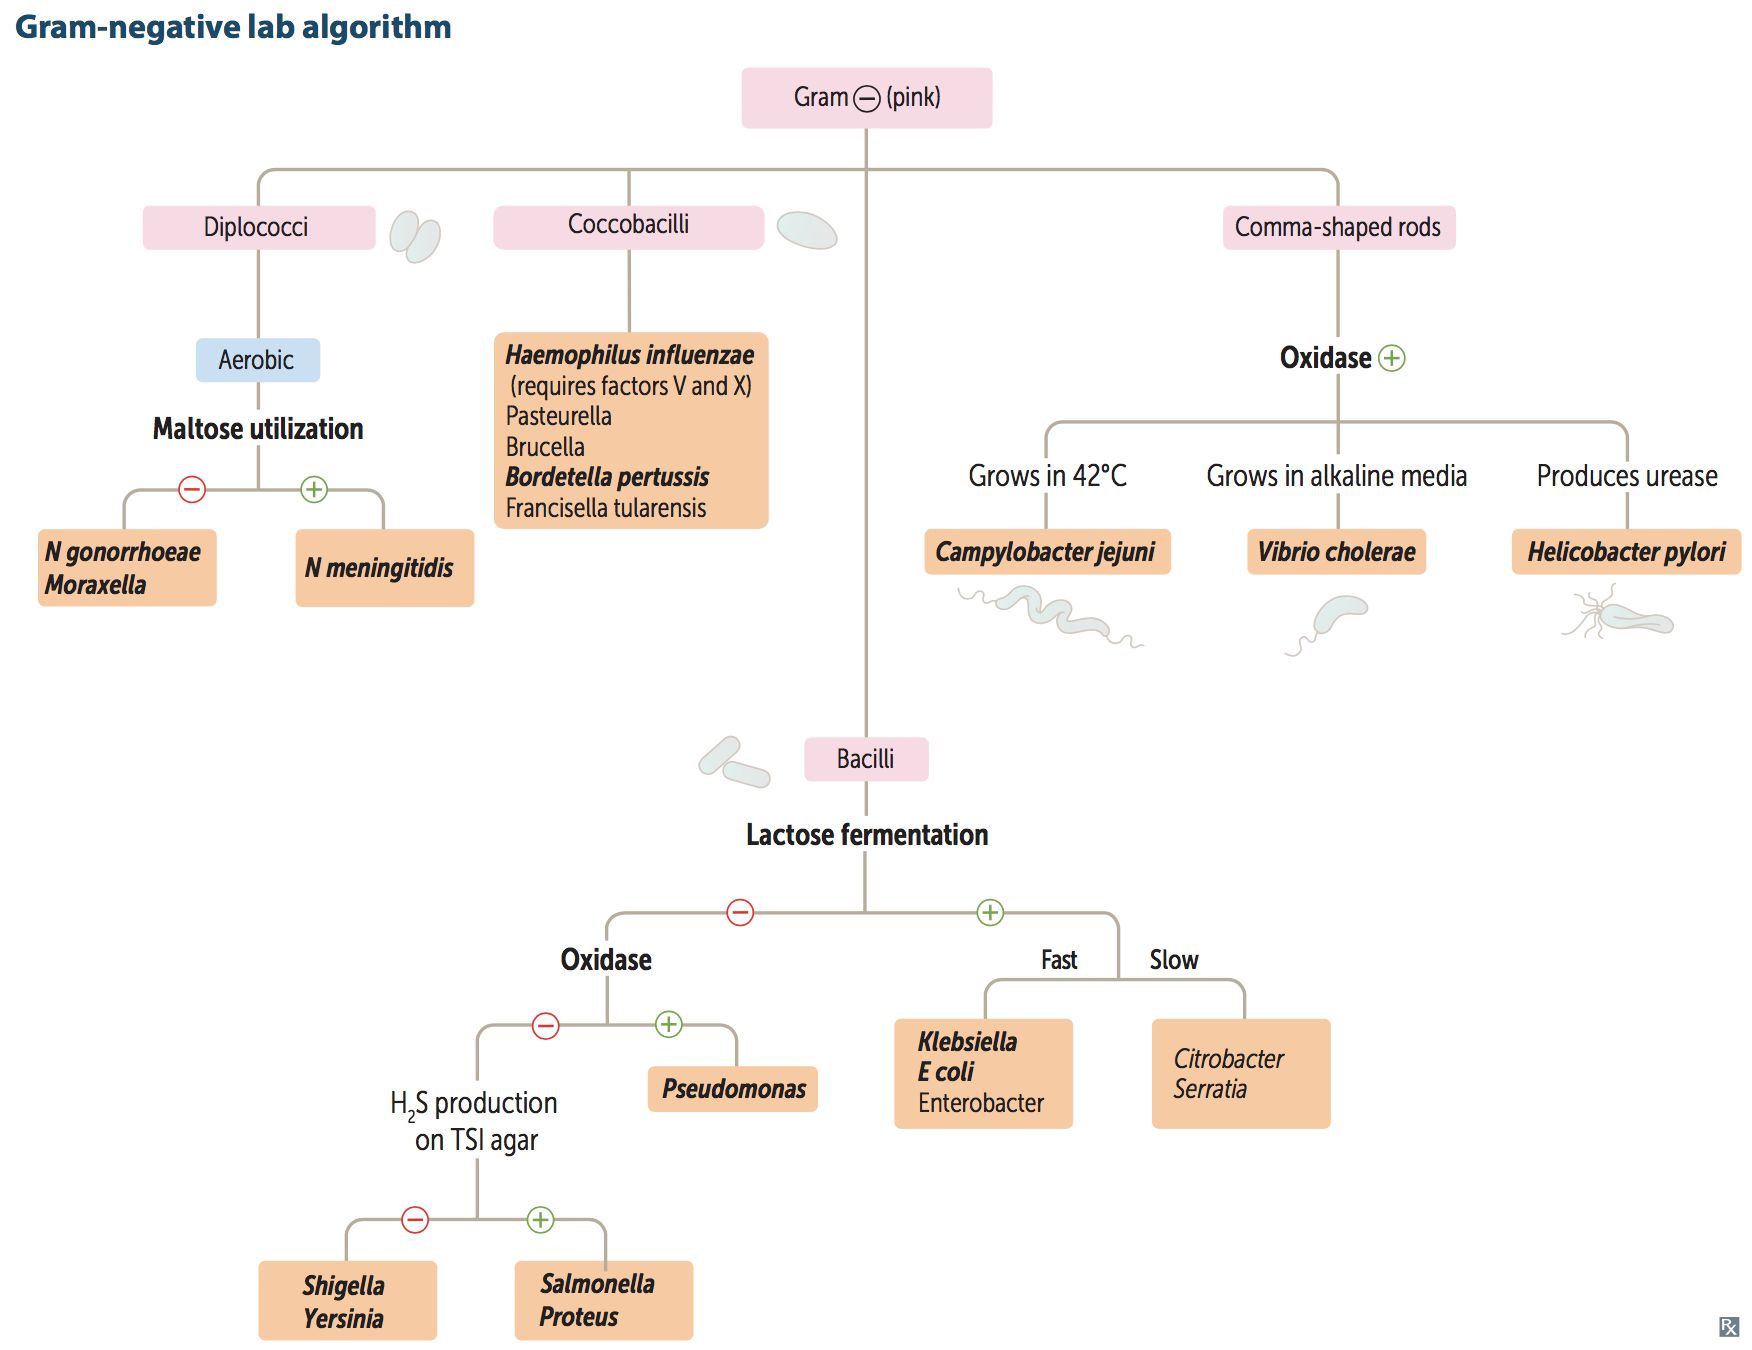 Gram-negative lab algorithm
Gram ⊖ (pink)
Diplococci
Coccobacilli
Comma-shaped rods
Aerobic
Maltose utilization
−
+
N gonorrhoeae
Moraxella
N meningitidis
Haemophilus influenzae
(requires factors V and X)
Pasteurella
Brucella
Bordetella pertussis
Francisella tularensis
Oxidase ⊕
Grows in 42°C
Grows in alkaline media
Produces urease
Campylobacter jejuni
Vibrio cholerae
Helicobacter pylori
Bacilli
Lactose fermentation
−
+
Oxidase
Fast
Slow
−
+
Klebsiella
E coli
Enterobacter
Citrobacter
Serratia
Pseudomonas
H₂S production
on TSI agar
−
+
Shigella
Yersinia
Salmonella
Proteus
Rx